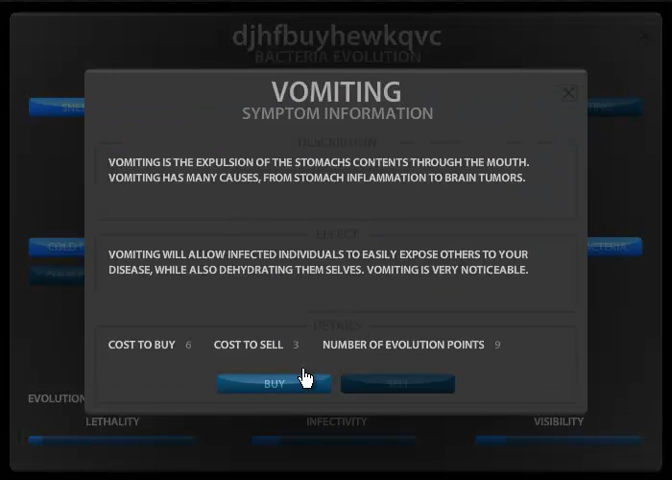 djhfbuyhewkqvc
BACTERIA EVOLUTION
VOMITING
SYMPTOM INFORMATION
DESCRIPTION
VOMITING IS THE EXPULSION OF THE STOMACHS CONTENTS THROUGH THE MOUTH.
VOMITING HAS MANY CAUSES, FROM STOMACH INFLAMMATION TO BRAIN TUMORS.
EFFECT
VOMITING WILL ALLOW INFECTED INDIVIDUALS TO EASILY EXPOSE OTHERS TO YOUR
DISEASE, WHILE ALSO DEHYDRATING THEM SELVES. VOMITING IS VERY NOTICEABLE.
DETAILS
COST TO BUY 6 COST TO SELL 3 NUMBER OF EVOLUTION POINTS 9
BUY SELL
EVOLUTION
LETHALITY INFECTIVITY VISIBILITY